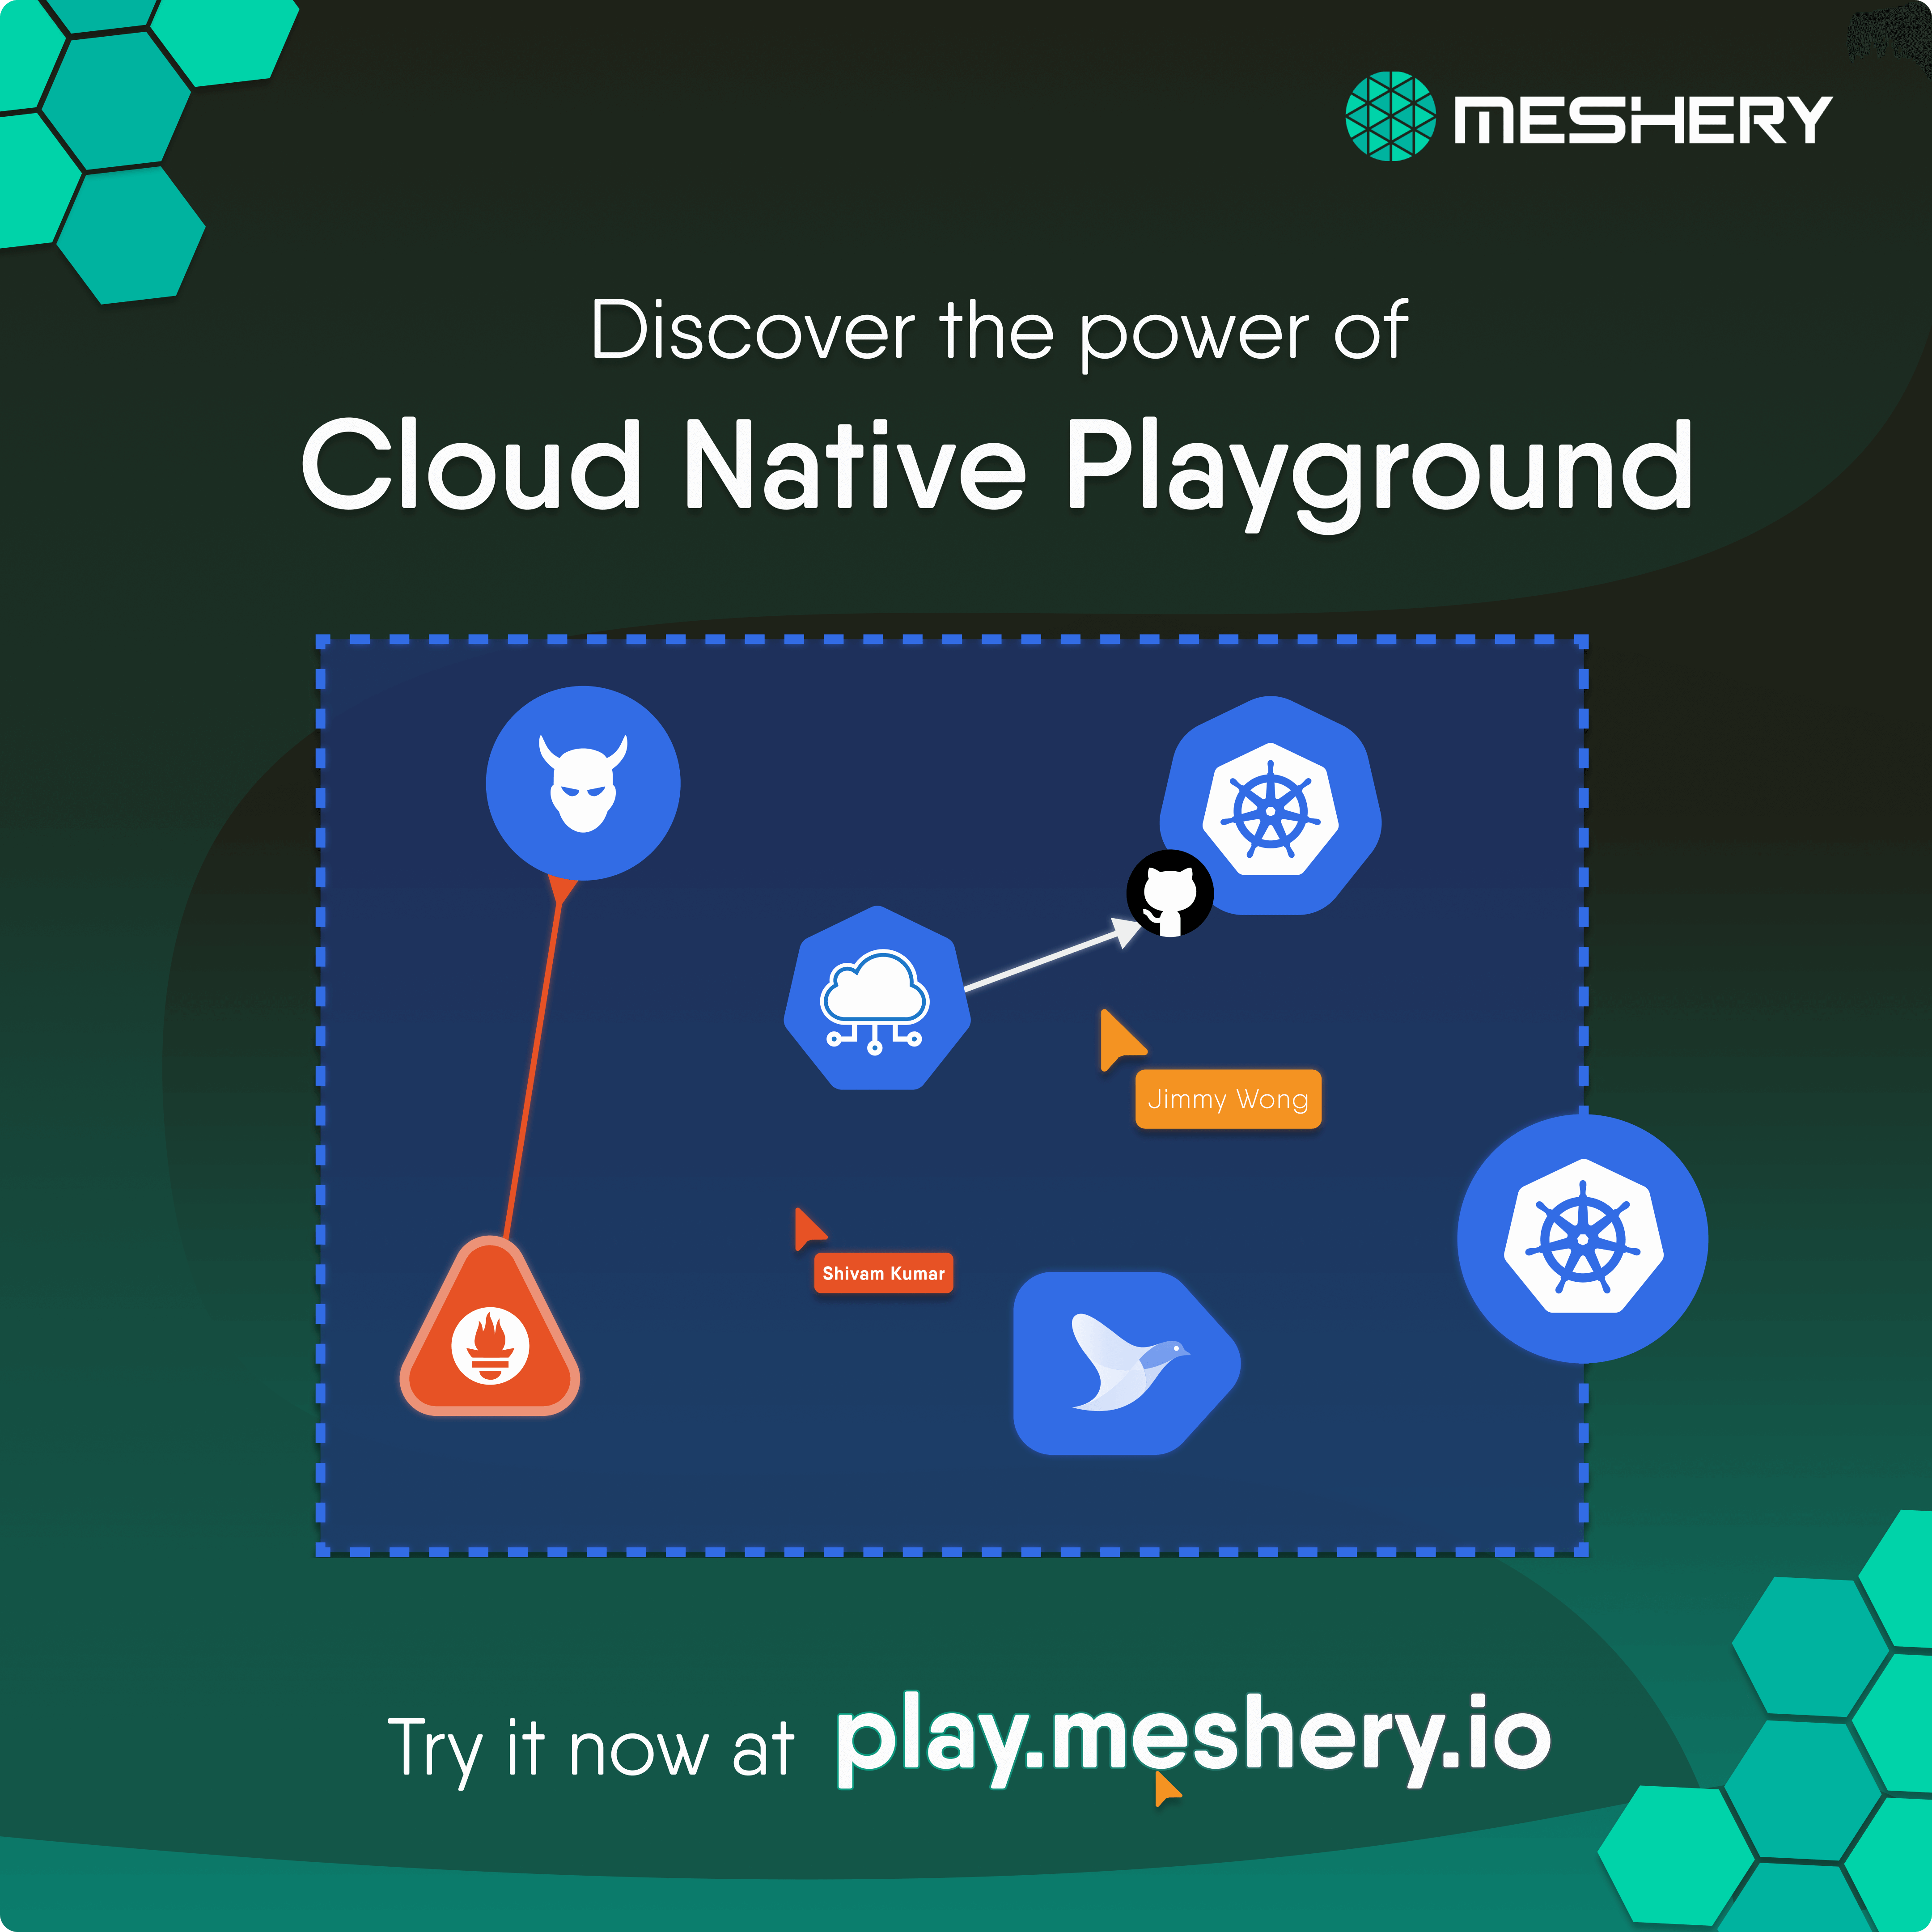 MESHERY
Discover the power of
Cloud Native Playground
Jimmy Wong
Shivam Kumar
Try it now at play.meshery.io